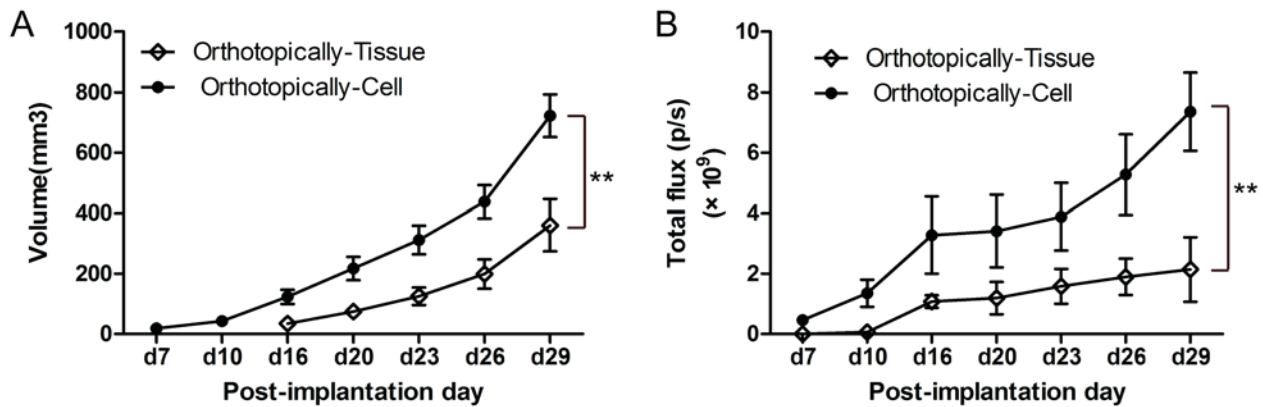 A
1000
800
600
400
200
0
Volume(mm3)
Orthotopically-Tissue
Orthotopically-Cell
**
d7 d10 d16 d20 d23 d26 d29
Post-implantation day
B
10
8
6
4
2
0
Total flux (p/s)
(× 10⁹)
Orthotopically-Tissue
Orthotopically-Cell
**
d7 d10 d16 d20 d23 d26 d29
Post-implantation day